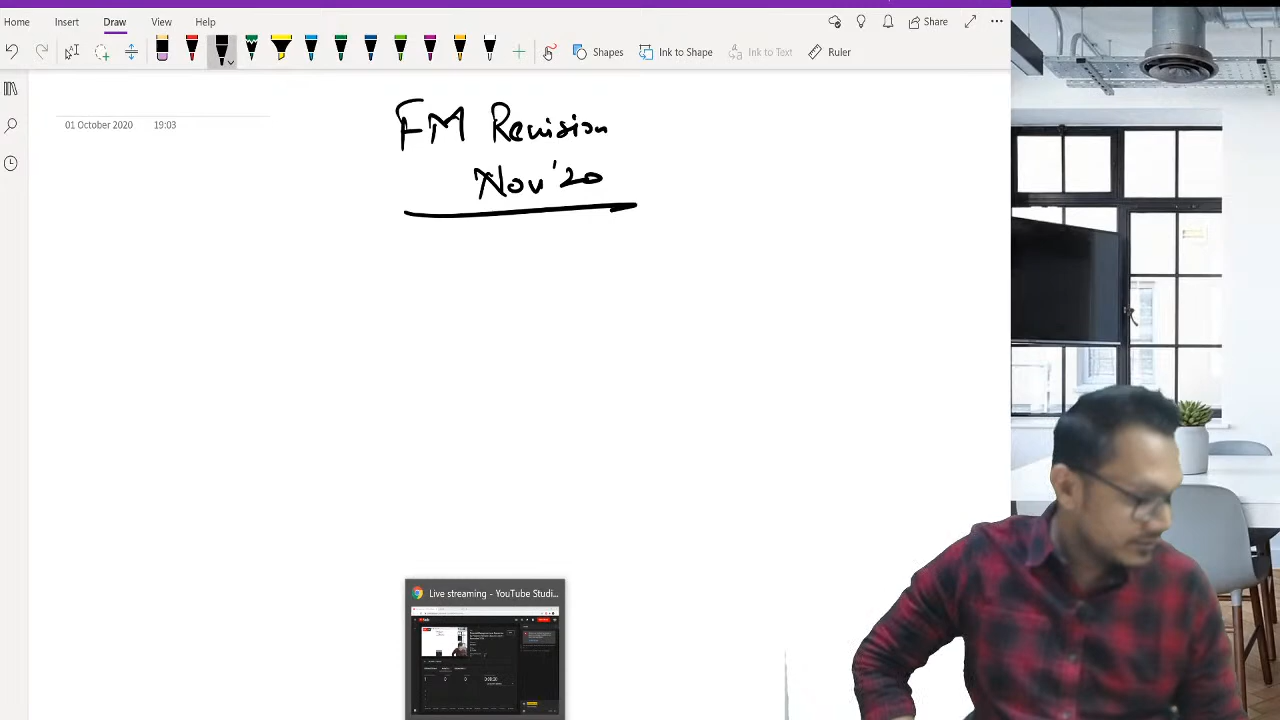 Home Insert Draw View Help
Share
Shapes Ink to Shape Ink to Text Ruler
01 October 2020 19:03
FM Revision
Nov'20
Live streaming - YouTube Studi...